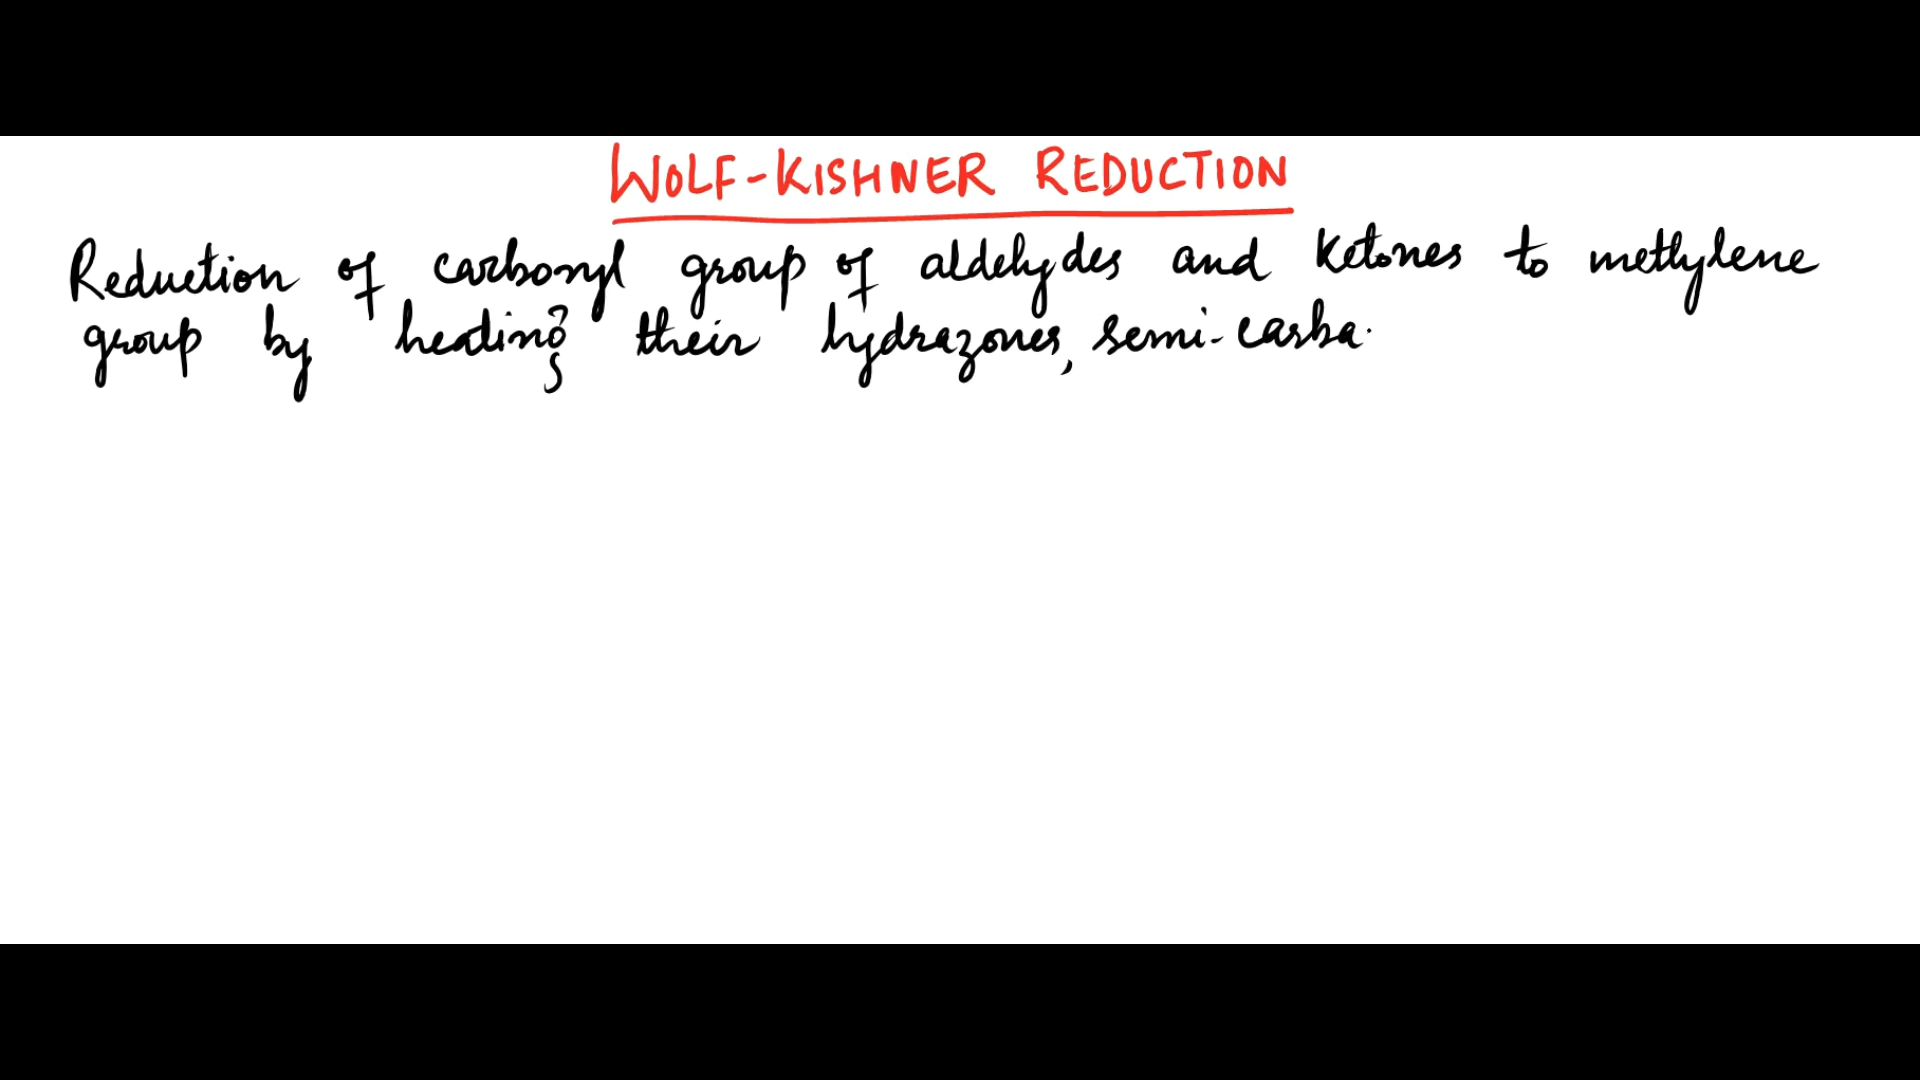 WOLF-KISHNER REDUCTION
Reduction of carbonyl group of aldehydes and Ketones to methylene
group by heating their hydrazones, semi-carba